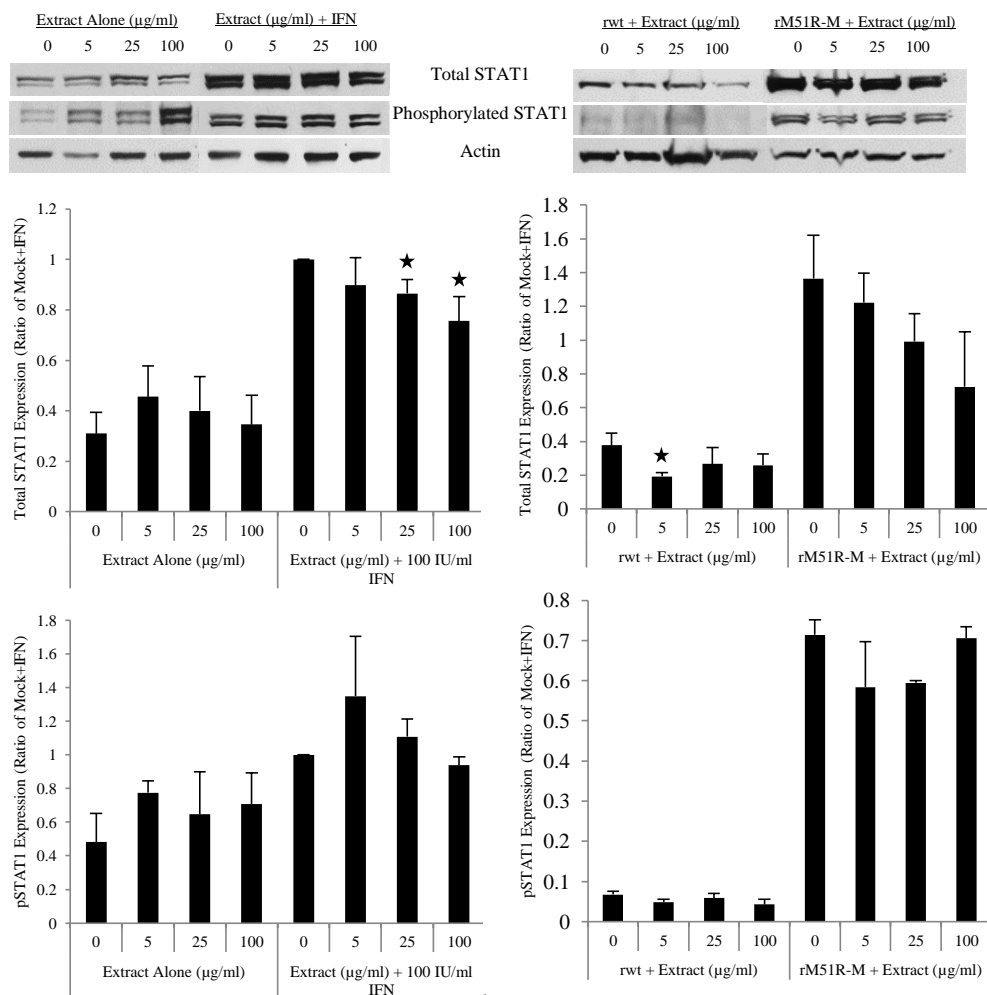 Extract Alone (µg/ml)
Extract (µg/ml) + IFN
0 5 25 100
0 5 25 100
rwt + Extract (µg/ml)
rM51R-M + Extract (µg/ml)
0 5 25 100
0 5 25 100
Total STAT1
Phosphorylated STAT1
Actin
Total STAT1 Expression (Ratio of Mock+IFN)
1.2
1
0.8
0.6
0.4
0.2
0
0 5 25 100 0 5 25 100
Extract Alone (µg/ml)
Extract (µg/ml) + 100 IU/ml
IFN
Total STAT1 Expression (Ratio of Mock+IFN)
1.8
1.6
1.4
1.2
1
0.8
0.6
0.4
0.2
0
0 5 25 100 0 5 25 100
rwt + Extract (µg/ml)
rM51R-M + Extract (µg/ml)
pSTAT1 Expression (Ratio of Mock+IFN)
1.8
1.6
1.4
1.2
1
0.8
0.6
0.4
0.2
0
0 5 25 100 0 5 25 100
Extract Alone (µg/ml)
Extract (µg/ml) + 100 IU/ml
IFN
pSTAT1 Expression (Ratio of Mock+IFN)
0.8
0.7
0.6
0.5
0.4
0.3
0.2
0.1
0
0 5 25 100 0 5 25 100
rwt + Extract (µg/ml)
rM51R-M + Extract (µg/ml)